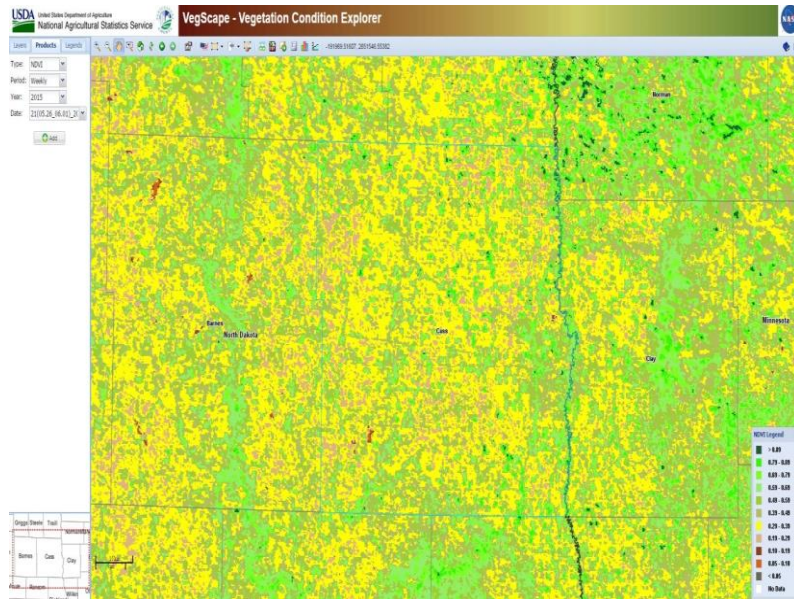 USDA United States Department of Agriculture
National Agricultural Statistics Service
VegScape - Vegetation Condition Explorer
Layers Products Legends
Type: NDVI
Period: Weekly
Year: 2015
Date:
Add
Norman
Barnes
North Dakota
Cass
Minnesota
Clay
NDVI Legend
> 0.89
0.79 - 0.89
0.69 - 0.79
0.59 - 0.69
0.49 - 0.59
0.39 - 0.49
0.29 - 0.39
0.19 - 0.29
0.10 - 0.19
0.05 - 0.10
< 0.05
No Data
Griggs Steele Traill
Barnes Cass Clay
Ransom